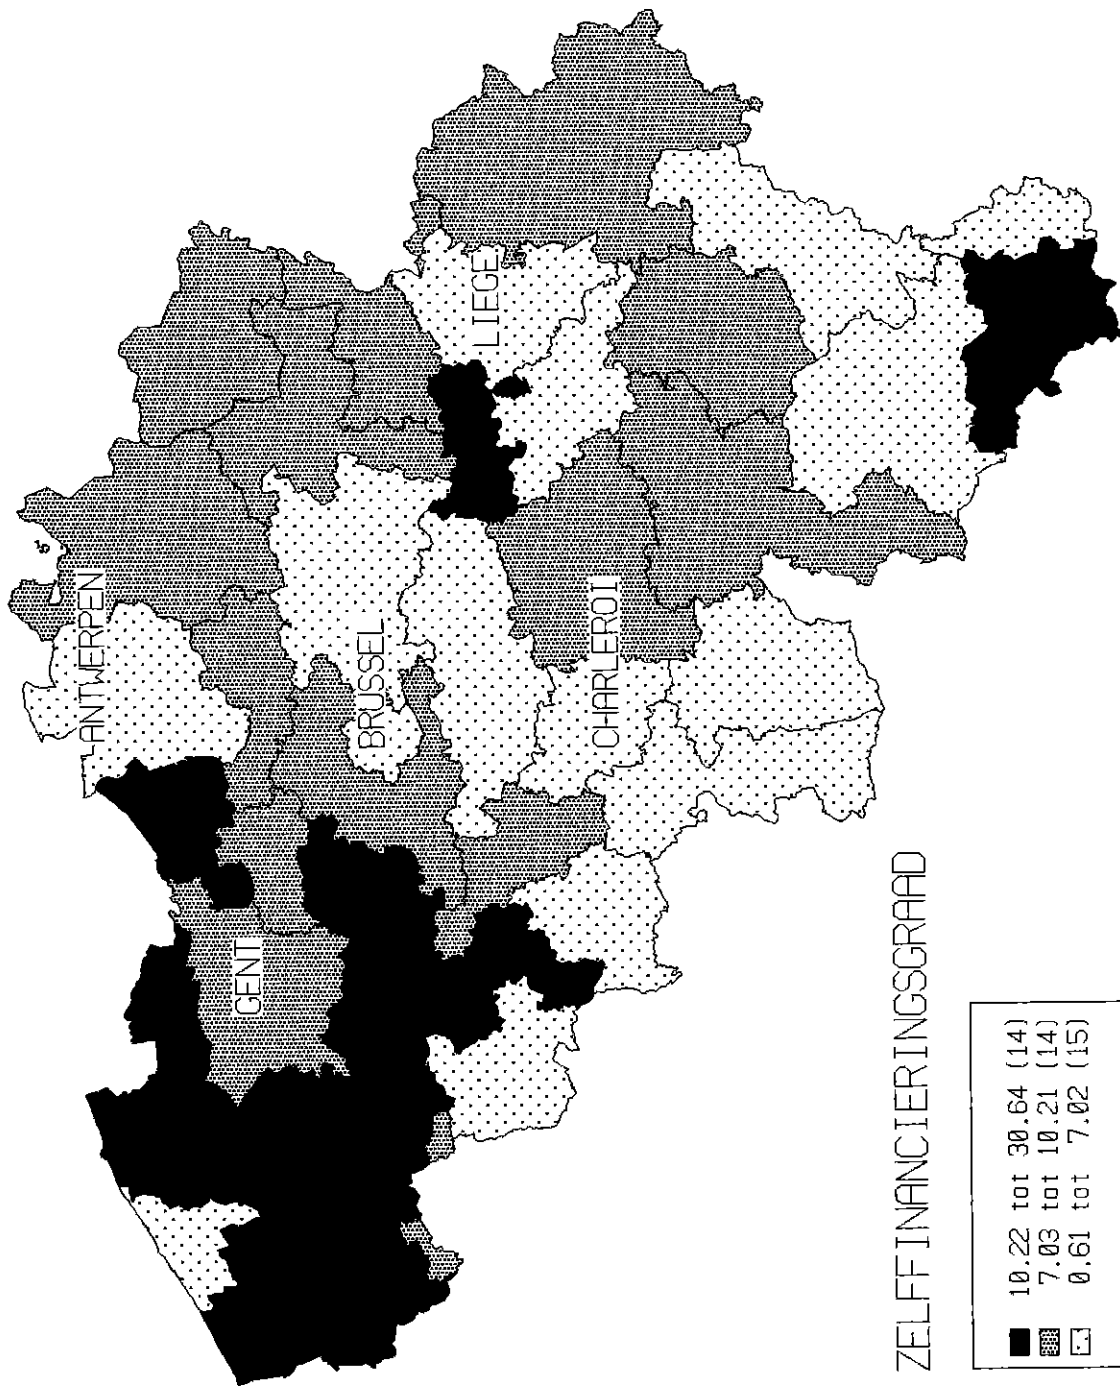 ANTWERPEN
GENT
BRUSSEL
LIEGE
CHARLEROI
ZELFFINANCIERINGSGRAAD
10.22 tot 30.64 (14)
7.03 tot 10.21 (14)
0.61 tot 7.02 (15)